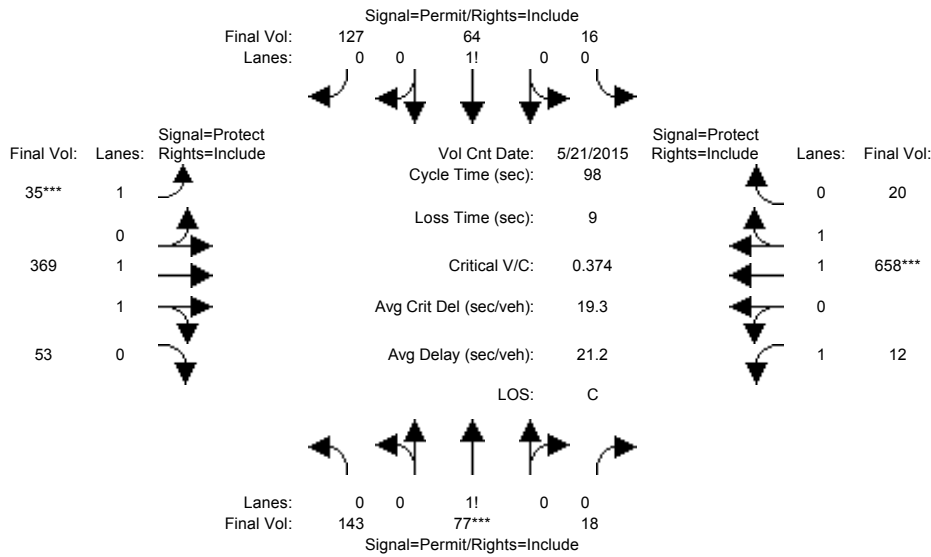 Signal=Permit/Rights=Include
Final Vol: 127 64 16
Lanes: 0 0 1! 0 0
Signal=Protect Signal=Protect
Final Vol: Lanes: Rights=Include Vol Cnt Date: 5/21/2015 Rights=Include Lanes: Final Vol:
Cycle Time (sec): 98
35*** 1 0 20
Loss Time (sec): 9
0 1
369 1 Critical V/C: 0.374 1 658***
1 Avg Crit Del (sec/veh): 19.3 0
53 0 Avg Delay (sec/veh): 21.2 1 12
LOS: C
Lanes: 0 0 1! 0 0
Final Vol: 143 77*** 18
Signal=Permit/Rights=Include